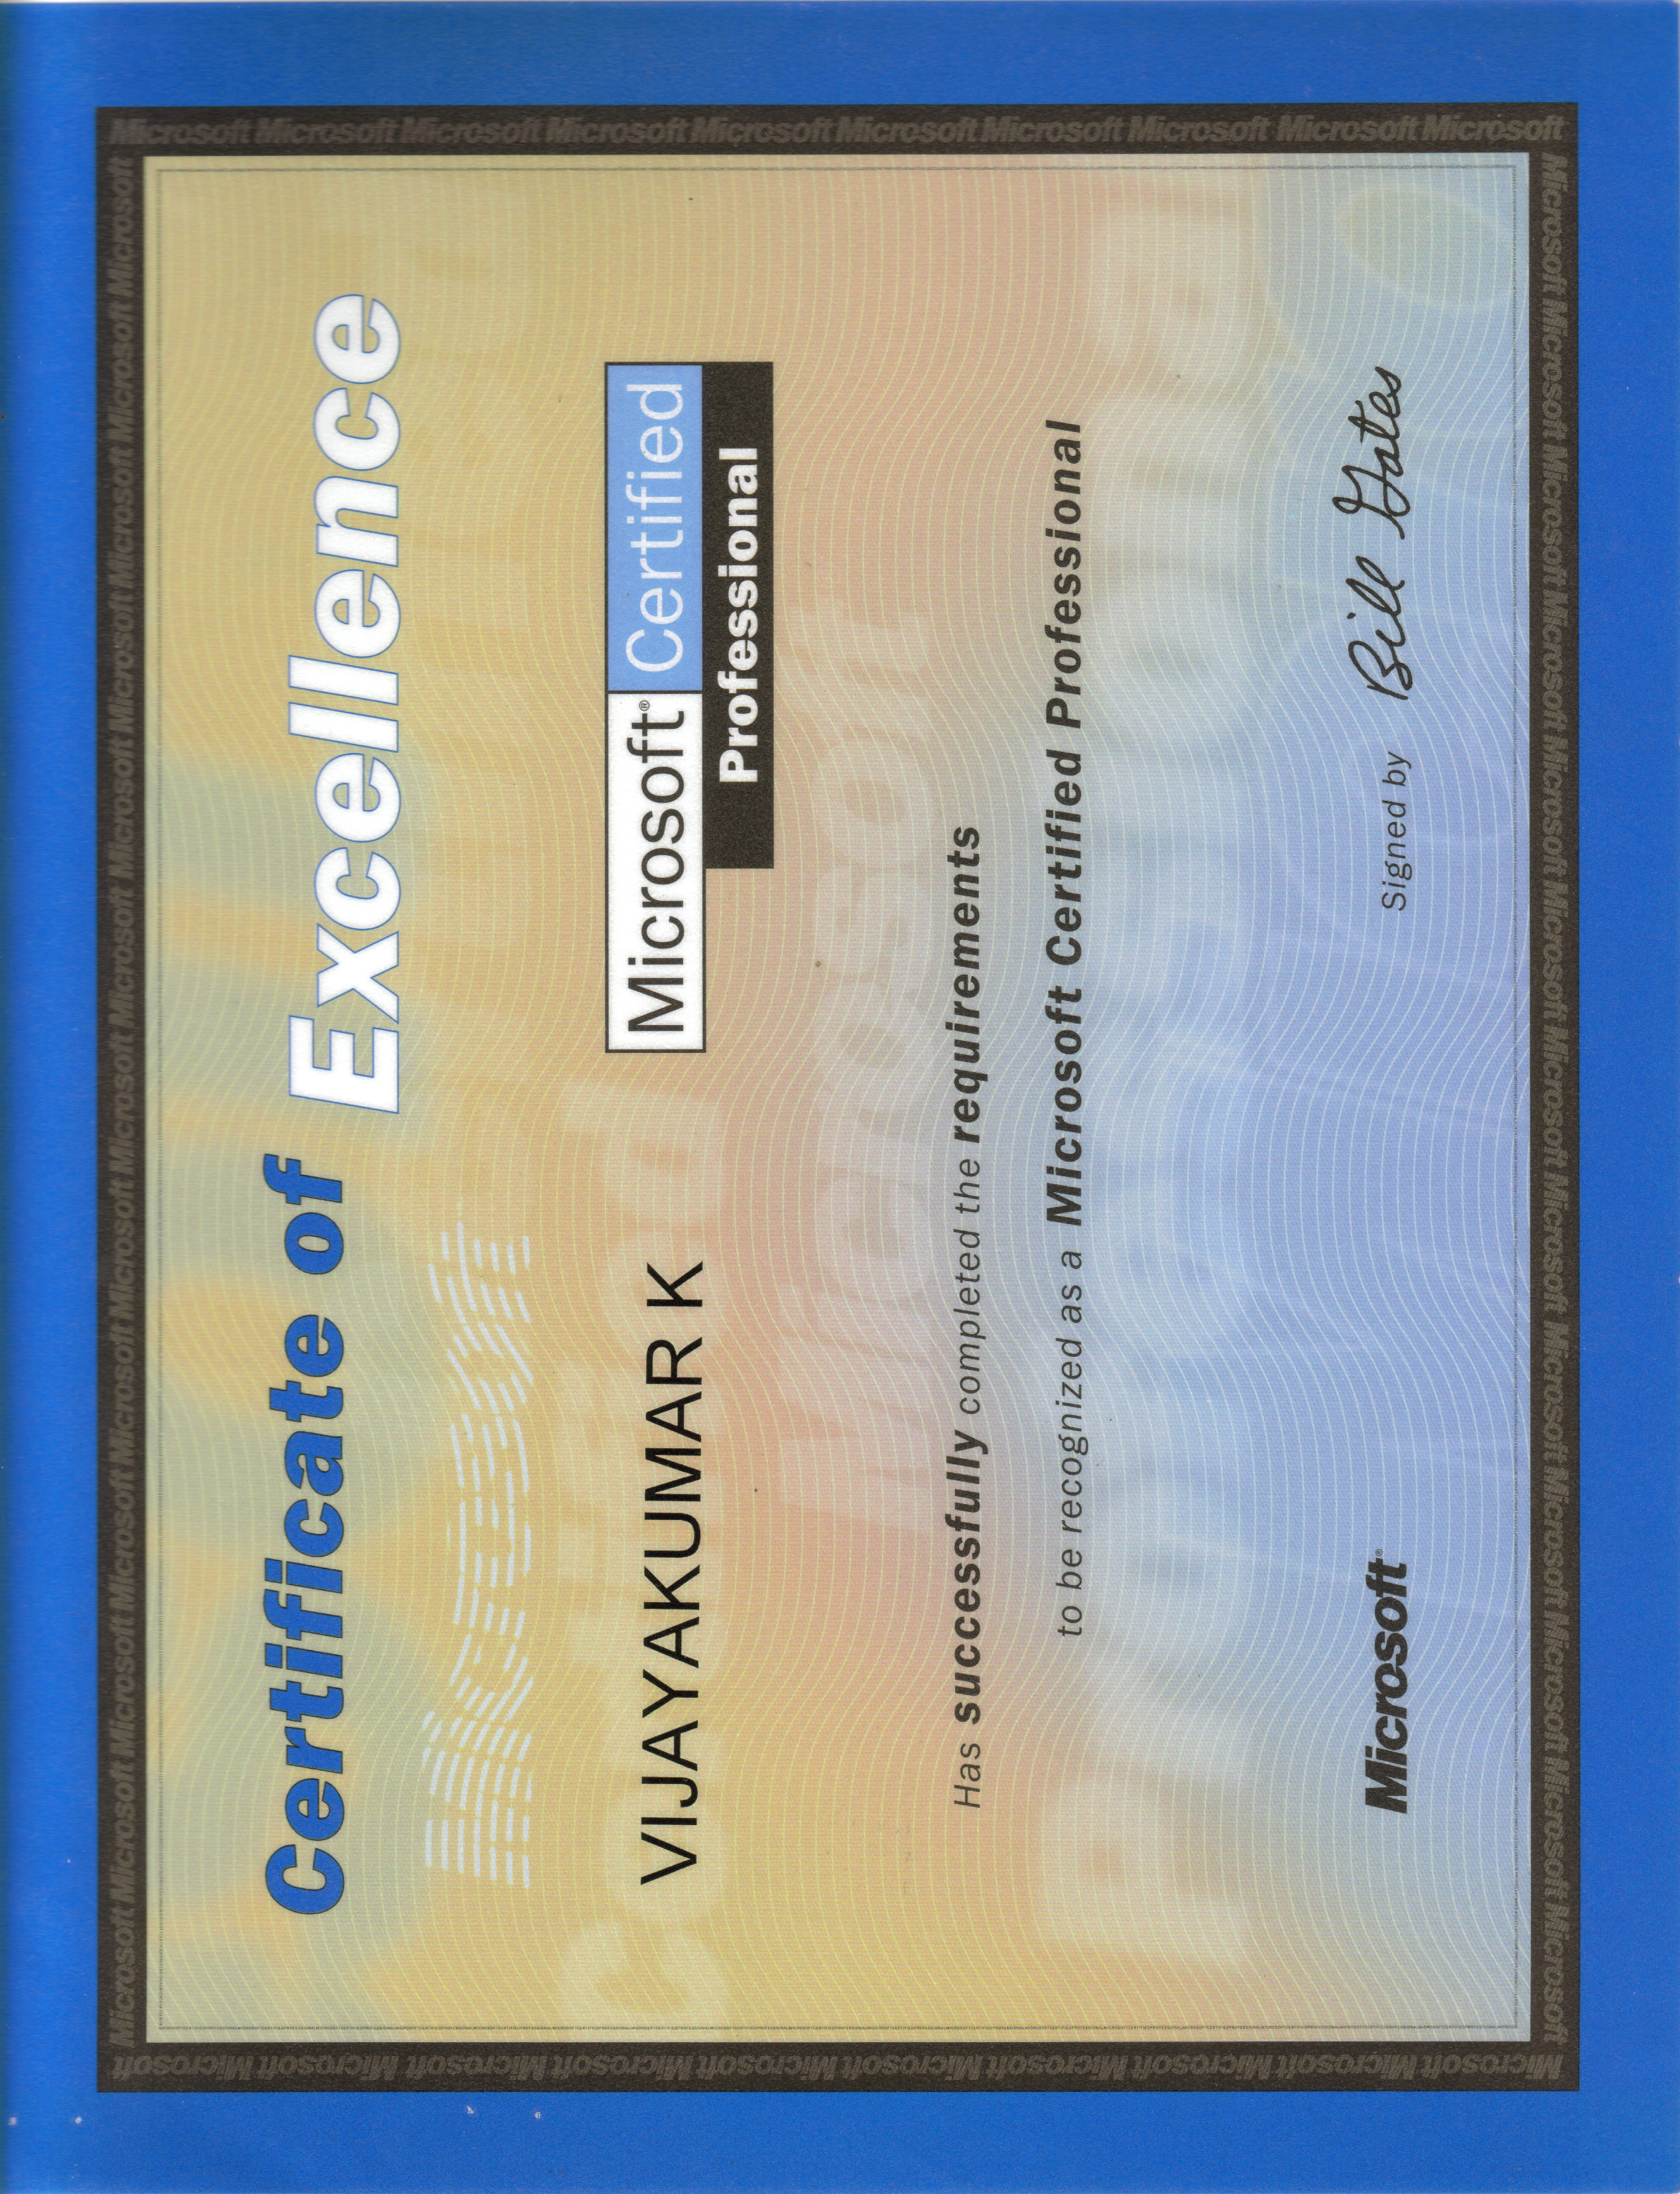 Microsoft Microsoft Microsoft Microsoft Microsoft Microsoft Microsoft Microsoft Microsoft Microsoft Microsoft Microsoft Microsoft
Certificate of Excellence
Microsoft
Certified
VIJAYAKUMAR K
Microsoft® Certified
Professional
Microsoft
Has successfully completed the requirements
to be recognized as a Microsoft Certified Professional
Professional
Microsoft®
Signed by Bill Gates
Microsoft Microsoft Microsoft Microsoft Microsoft Microsoft Microsoft Microsoft Microsoft Microsoft Microsoft Microsoft Microsoft